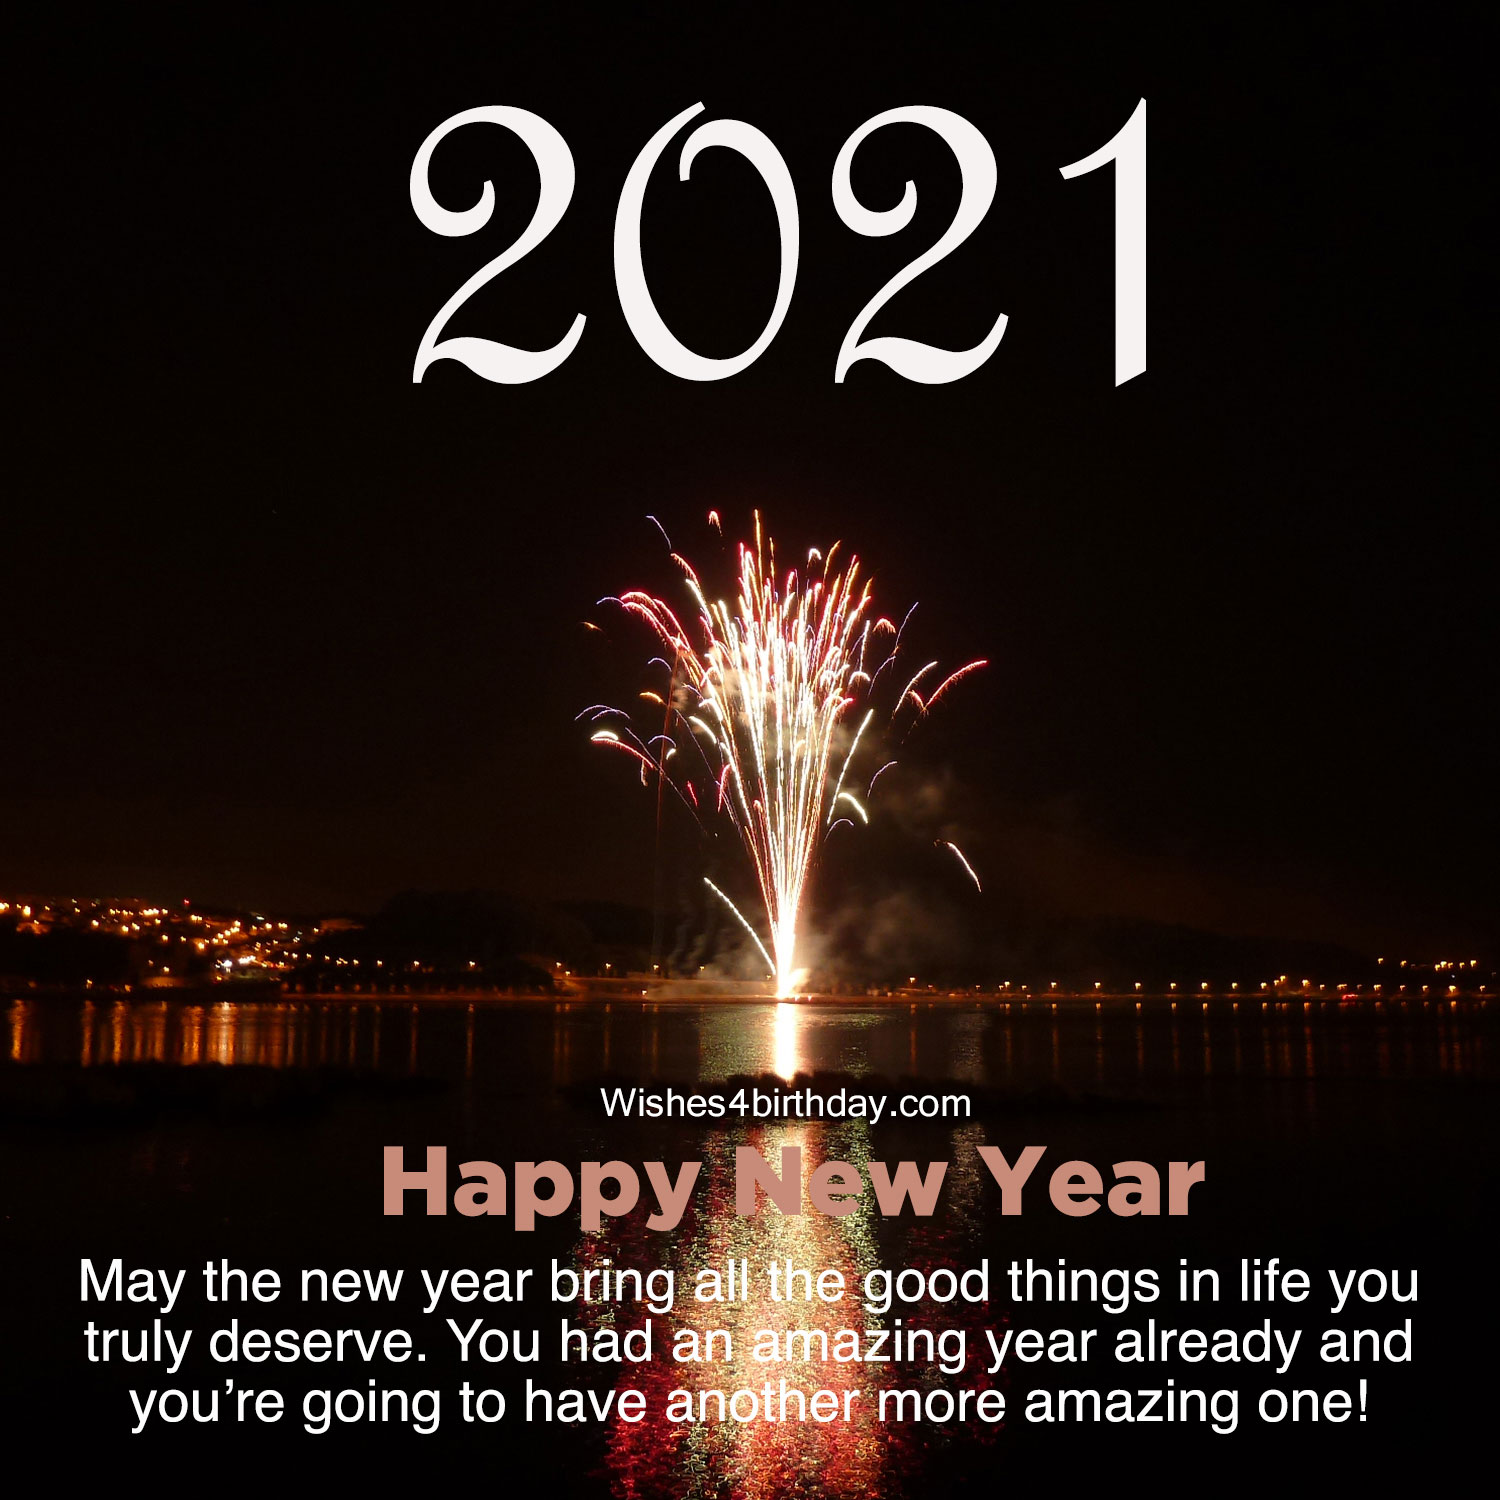 2021
Wishes4birthday.com
Happy New Year
May the new year bring all the good things in life you
truly deserve. You had an amazing year already and
you’re going to have another more amazing one!